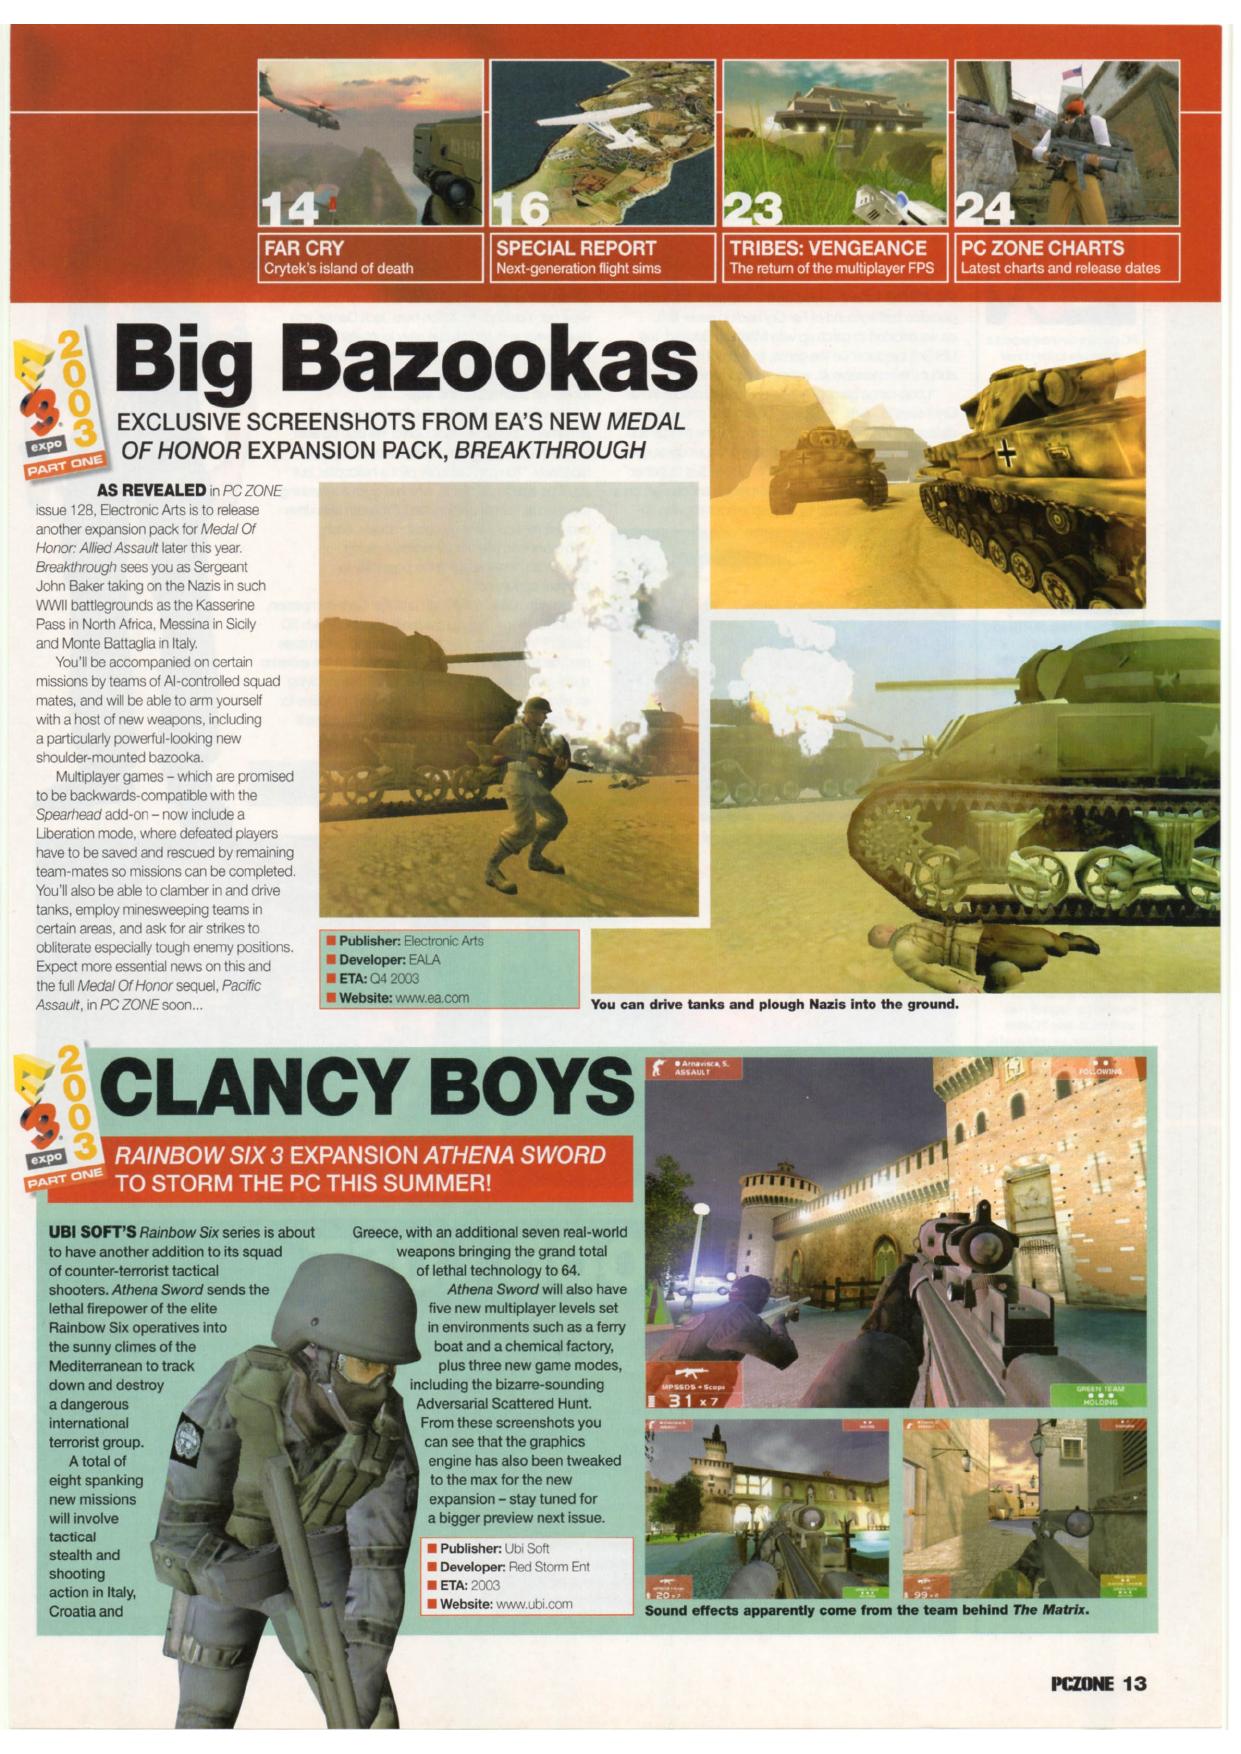 14
FAR CRY
Crytek's island of death
16
SPECIAL REPORT
Next-generation flight sims
23
TRIBES: VENGEANCE
The return of the multiplayer FPS
24
PC ZONE CHARTS
Latest charts and release dates
E3 expo 2003
PART ONE
Big Bazookas
EXCLUSIVE SCREENSHOTS FROM EA'S NEW MEDAL
OF HONOR EXPANSION PACK, BREAKTHROUGH
AS REVEALED in PC ZONE
issue 128, Electronic Arts is to release
another expansion pack for Medal Of
Honor: Allied Assault later this year.
Breakthrough sees you as Sergeant
John Baker taking on the Nazis in such
WWII battlegrounds as the Kasserine
Pass in North Africa, Messina in Sicily
and Monte Battaglia in Italy.
You'll be accompanied on certain
missions by teams of AI-controlled squad
mates, and will be able to arm yourself
with a host of new weapons, including
a particularly powerful-looking new
shoulder-mounted bazooka.
Multiplayer games – which are promised
to be backwards-compatible with the
Spearhead add-on – now include a
Liberation mode, where defeated players
have to be saved and rescued by remaining
team-mates so missions can be completed.
You'll also be able to clamber in and drive
tanks, employ minesweeping teams in
certain areas, and ask for air strikes to
obliterate especially tough enemy positions.
Expect more essential news on this and
the full Medal Of Honor sequel, Pacific
Assault, in PC ZONE soon...
Publisher: Electronic Arts
Developer: EALA
ETA: Q4 2003
Website: www.ea.com
You can drive tanks and plough Nazis into the ground.
E3 expo 2003
PART ONE
CLANCY BOYS
RAINBOW SIX 3 EXPANSION ATHENA SWORD
TO STORM THE PC THIS SUMMER!
UBI SOFT'S Rainbow Six series is about
to have another addition to its squad
of counter-terrorist tactical
shooters. Athena Sword sends the
lethal firepower of the elite
Rainbow Six operatives into
the sunny climes of the
Mediterranean to track
down and destroy
a dangerous
international
terrorist group.
A total of
eight spanking
new missions
will involve
tactical
stealth and
shooting
action in Italy,
Croatia and
Greece, with an additional seven real-world
weapons bringing the grand total
of lethal technology to 64.
Athena Sword will also have
five new multiplayer levels set
in environments such as a ferry
boat and a chemical factory,
plus three new game modes,
including the bizarre-sounding
Adversarial Scattered Hunt.
From these screenshots you
can see that the graphics
engine has also been tweaked
to the max for the new
expansion – stay tuned for
a bigger preview next issue.
Publisher: Ubi Soft
Developer: Red Storm Ent
ETA: 2003
Website: www.ubi.com
Arnavisca, S.
ASSAULT
FOLLOWING
MP5SD5 + Scope
31 x 7
GREEN TEAM
HOLDING
Sound effects apparently come from the team behind The Matrix.
PCZONE 13